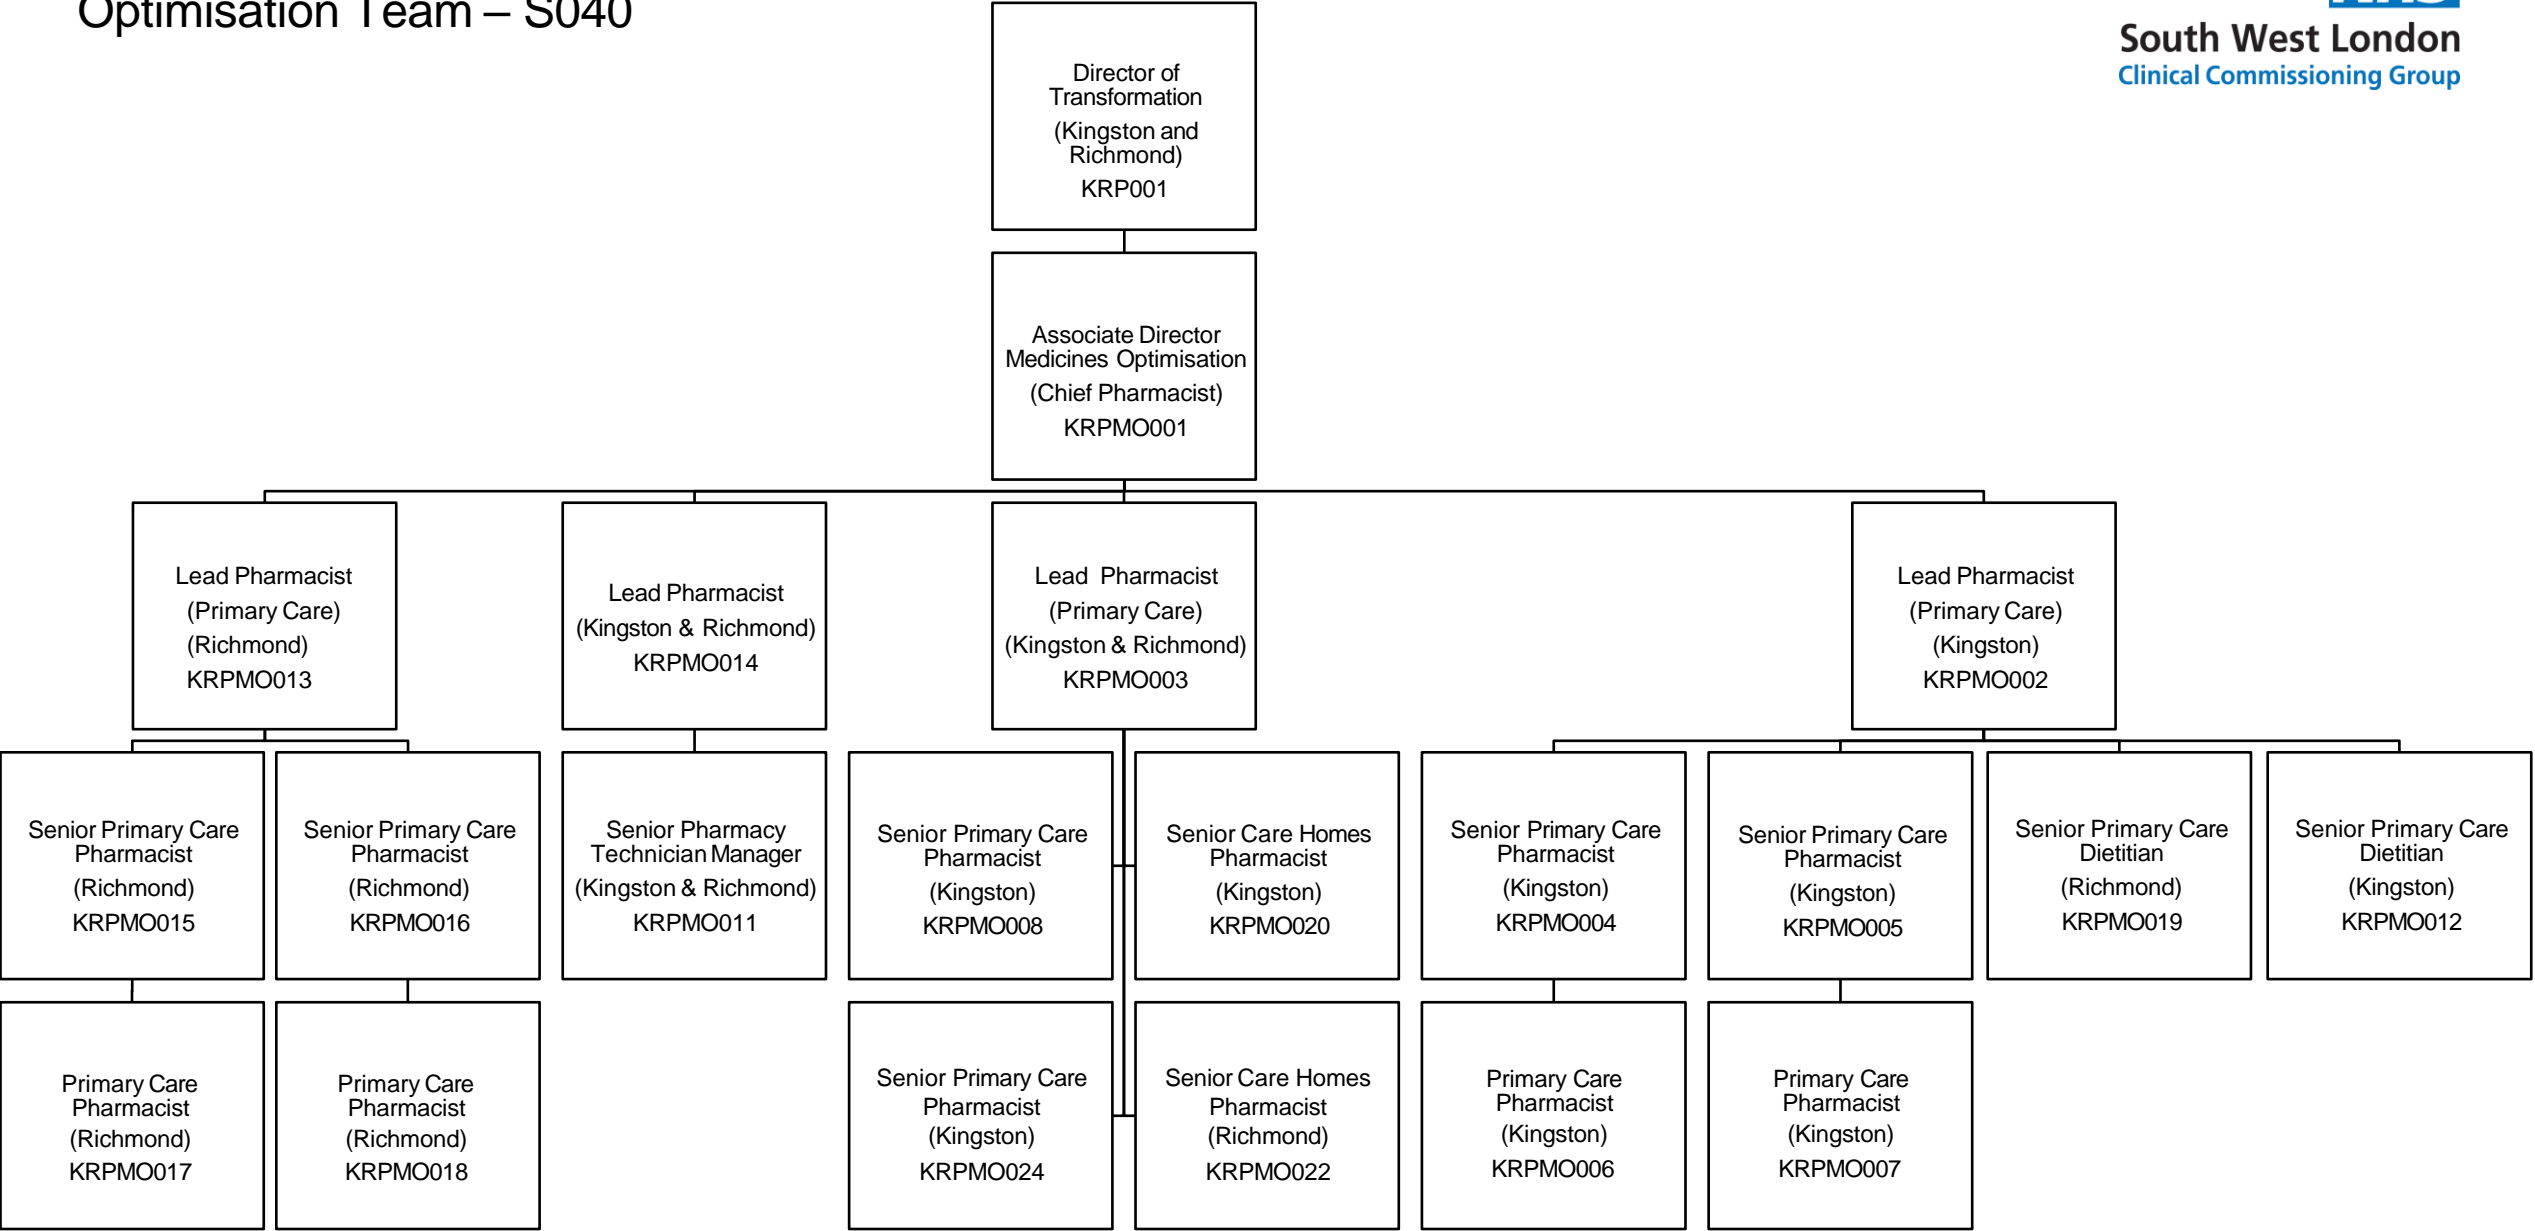 Optimisation Team – S040
NHS
South West London
Clinical Commissioning Group
Director of
Transformation
(Kingston and
Richmond)
KRP001
Associate Director
Medicines Optimisation
(Chief Pharmacist)
KRPMO001
Lead Pharmacist
(Primary Care)
(Richmond)
KRPMO013
Lead Pharmacist
(Kingston & Richmond)
KRPMO014
Lead Pharmacist
(Primary Care)
(Kingston & Richmond)
KRPMO003
Lead Pharmacist
(Primary Care)
(Kingston)
KRPMO002
Senior Primary Care
Pharmacist
(Richmond)
KRPMO015
Senior Primary Care
Pharmacist
(Richmond)
KRPMO016
Senior Pharmacy
Technician Manager
(Kingston & Richmond)
KRPMO011
Senior Primary Care
Pharmacist
(Kingston)
KRPMO008
Senior Care Homes
Pharmacist
(Kingston)
KRPMO020
Senior Primary Care
Pharmacist
(Kingston)
KRPMO004
Senior Primary Care
Pharmacist
(Kingston)
KRPMO005
Senior Primary Care
Dietitian
(Richmond)
KRPMO019
Senior Primary Care
Dietitian
(Kingston)
KRPMO012
Primary Care
Pharmacist
(Richmond)
KRPMO017
Primary Care
Pharmacist
(Richmond)
KRPMO018
Senior Primary Care
Pharmacist
(Kingston)
KRPMO024
Senior Care Homes
Pharmacist
(Richmond)
KRPMO022
Primary Care
Pharmacist
(Kingston)
KRPMO006
Primary Care
Pharmacist
(Kingston)
KRPMO007